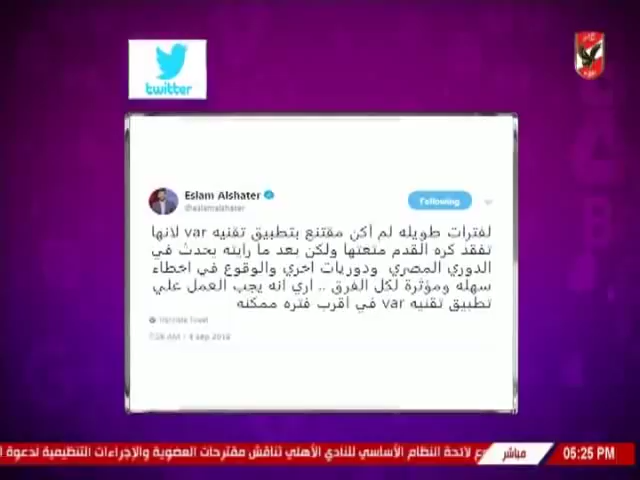 twitter
Eslam Alshater
@eslamalshater
Following
لفترات طويله لم أكن مقتنع بتطبيق تقنيه var لانها
تفقد كره القدم متعتها ولكن بعد ما رايته يحدث في
الدوري المصري ودوريات اخري والوقوع في اخطاء
سهله ومؤثرة لكل الفرق .. اري انه يجب العمل علي
تطبيق تقنيه var في اقرب فتره ممكنه
Translate Tweet
AM - 4 Sep 2018
ع لائحة النظام الأساسي للنادي الأهلي تناقش مقترحات العضوية والإجراءات التنظيمية لدعوة ا
مباشر
05:25 PM